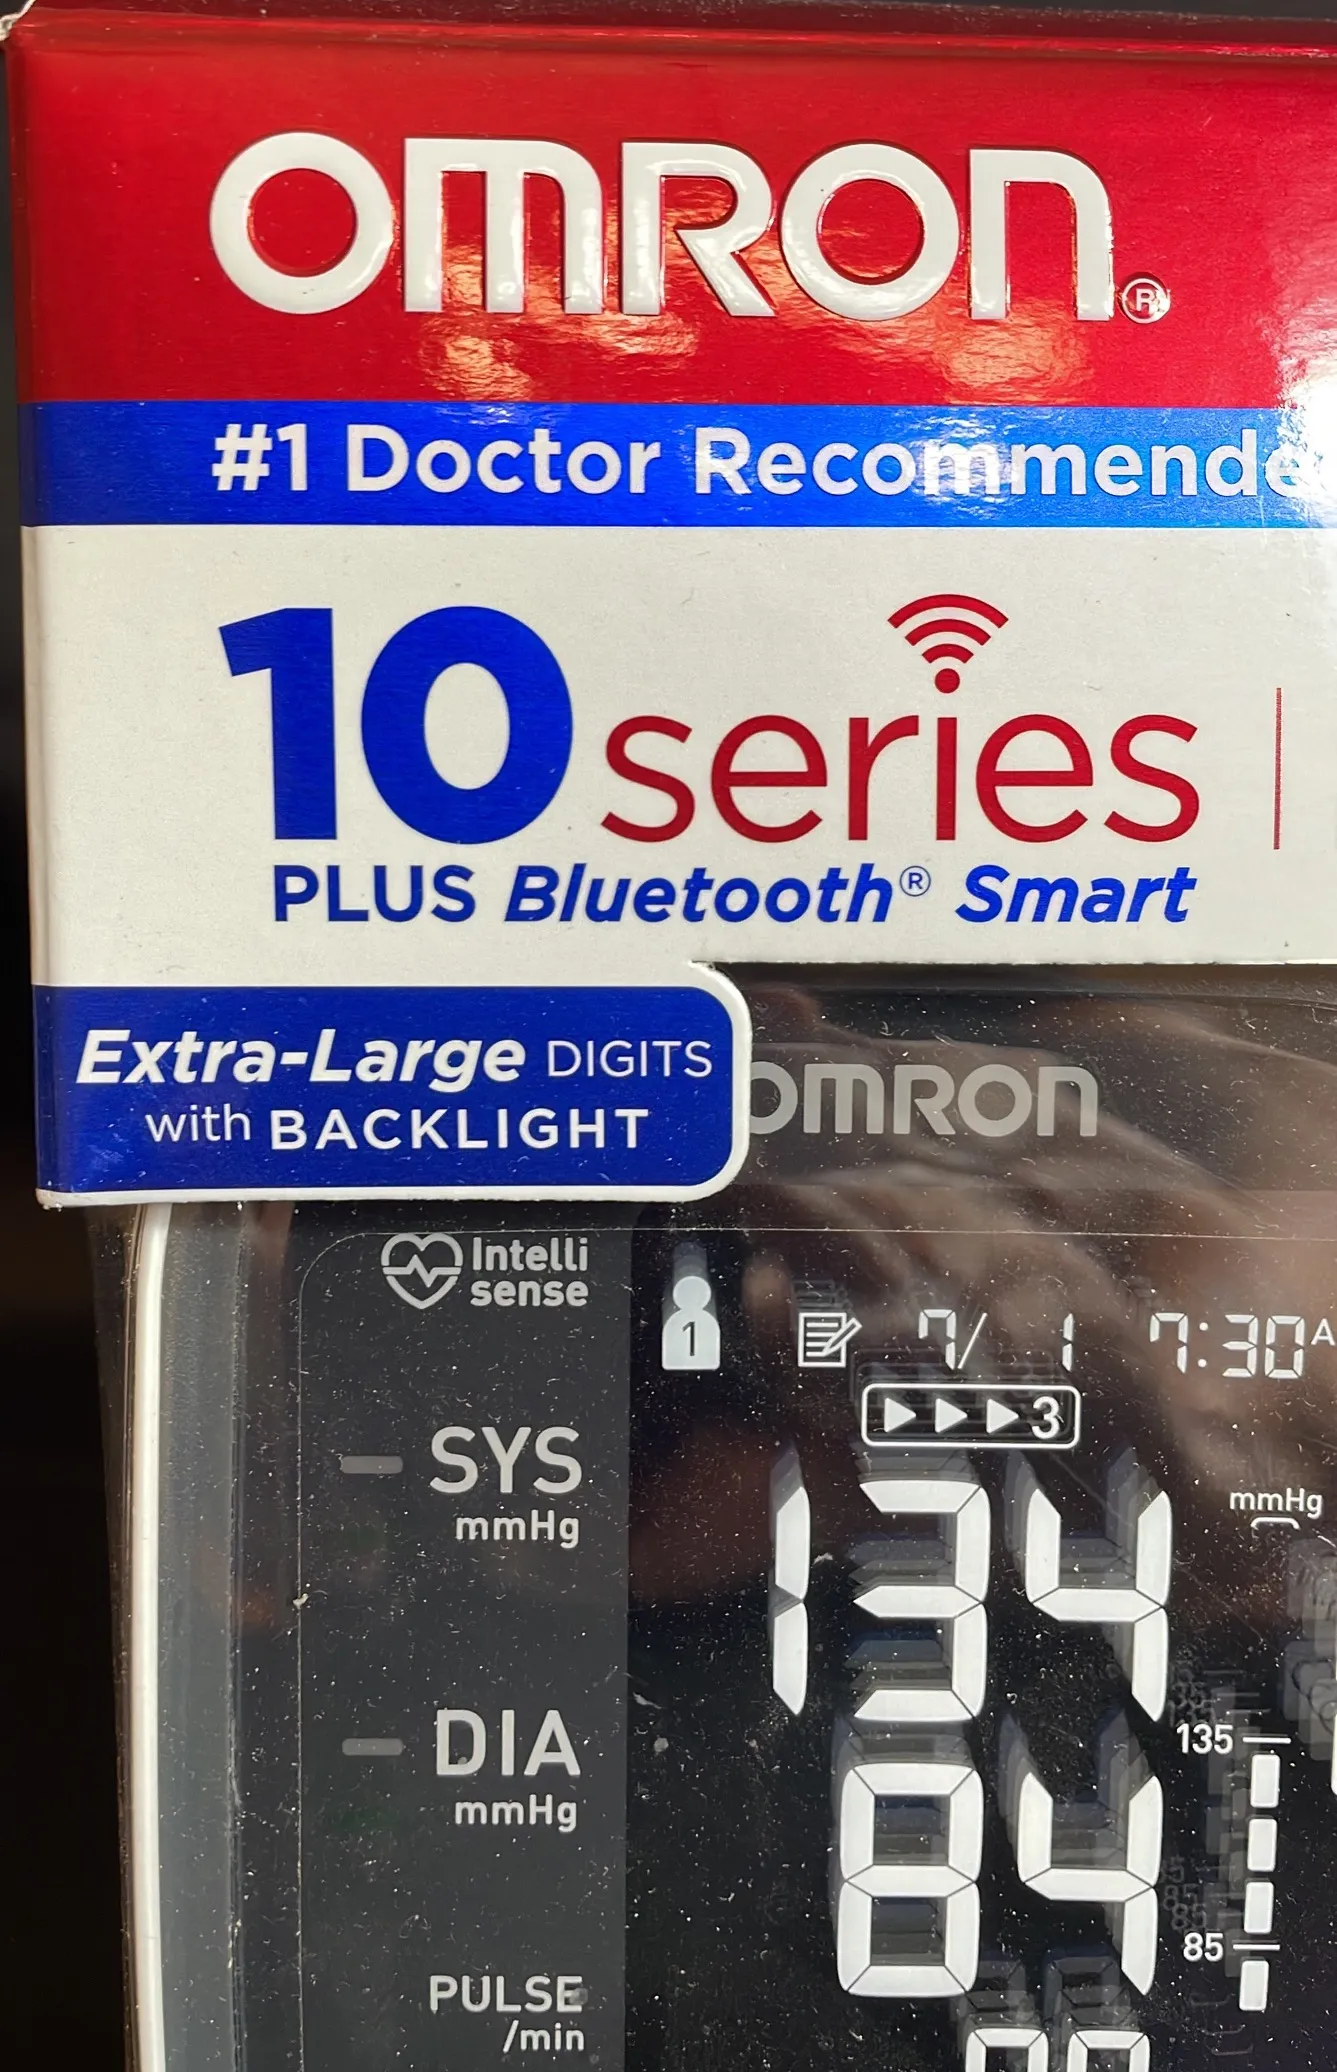 OMRON®
#1 Doctor Recommende
10 series
PLUS Bluetooth® Smart
Extra-Large DIGITS
with BACKLIGHT
OMRON
Intelli
sense
1
7/ 1 7:30 A
3
SYS
mmHg
134
mmHg
135
DIA
mmHg
84
85
PULSE
/min